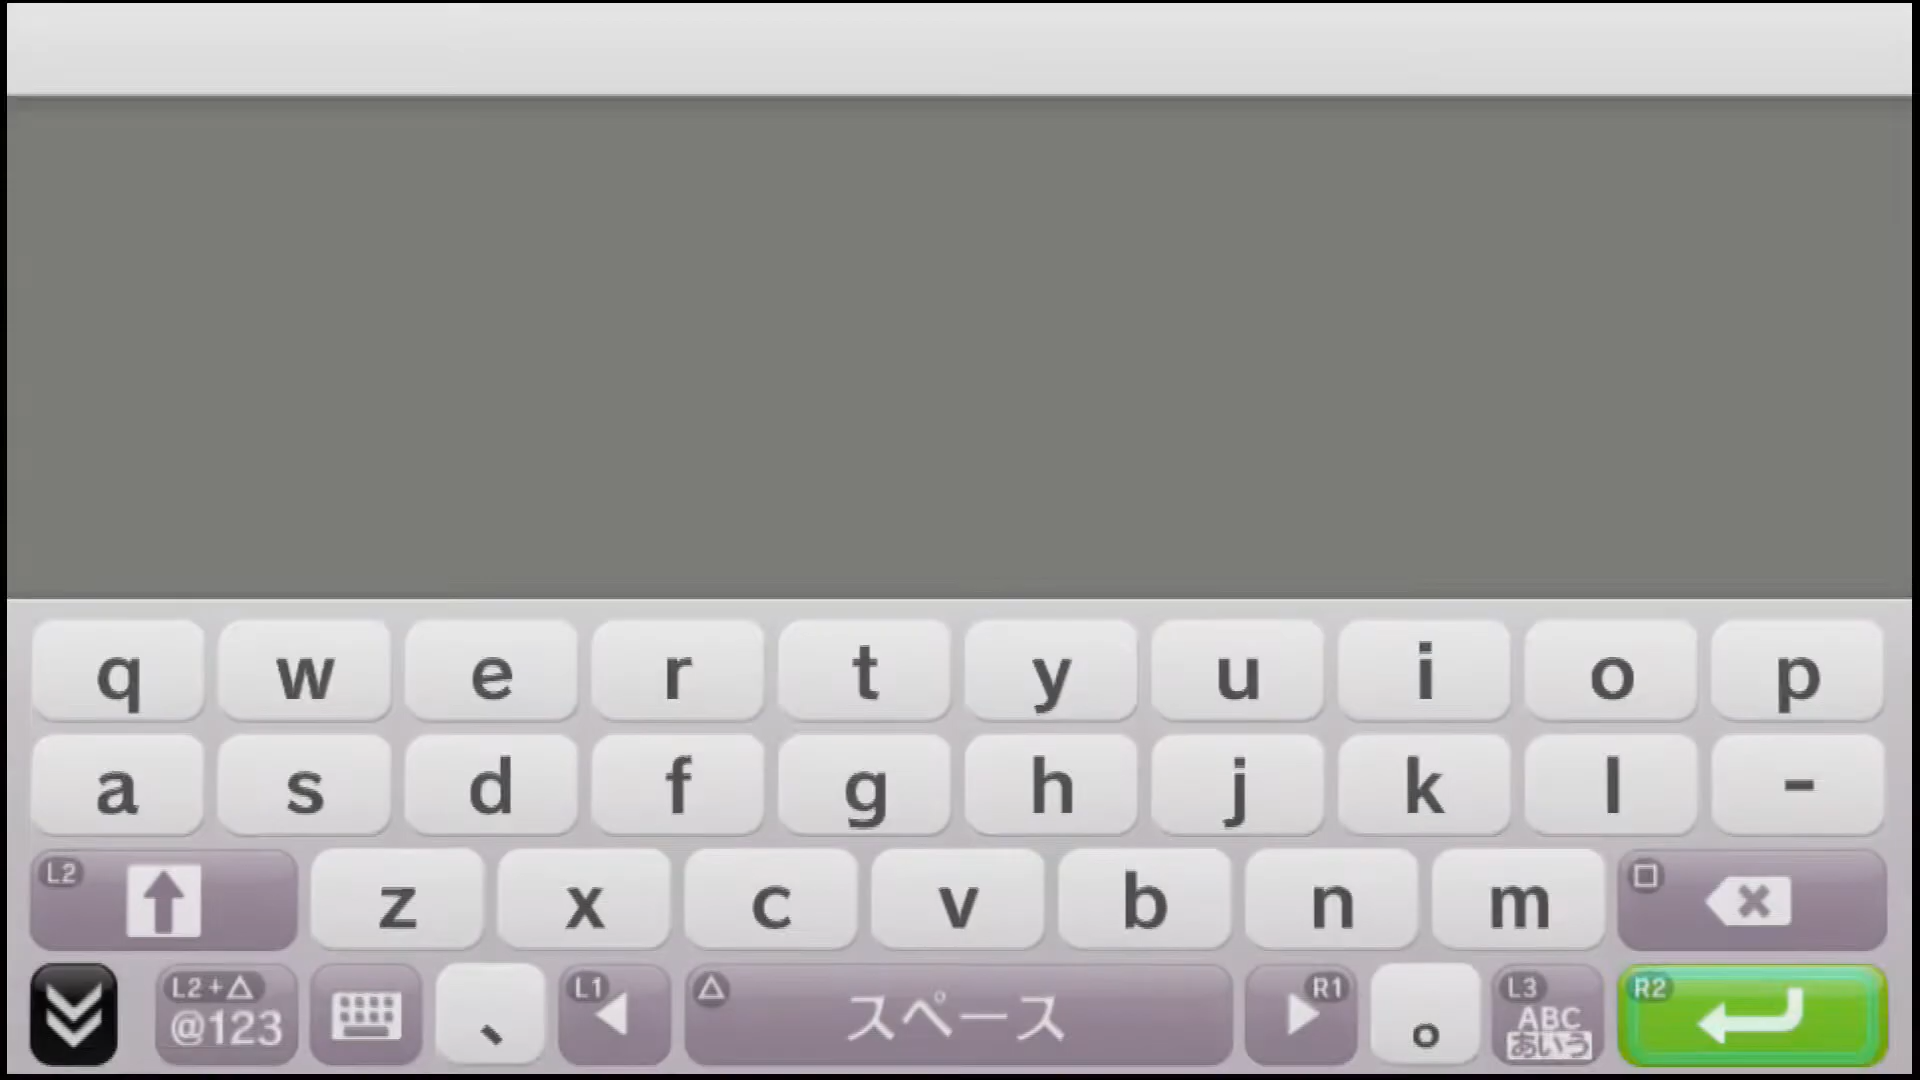 q w e r t y u i o p
a s d f g h j k l -
L2 z x c v b n m
L2+△ @123 、 L1 △ スペース R1 。 L3 ABC あいう R2